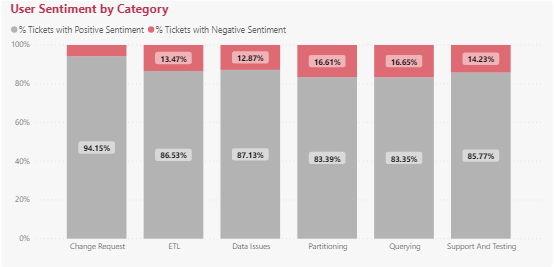 User Sentiment by Category
% Tickets with Positive Sentiment % Tickets with Negative Sentiment
100%
80%
60%
40%
20%
0%
13.47%
12.87%
16.61%
16.65%
14.23%
94.15%
86.53%
87.13%
83.39%
83.35%
85.77%
Change Request
ETL
Data Issues
Partitioning
Querying
Support And Testing